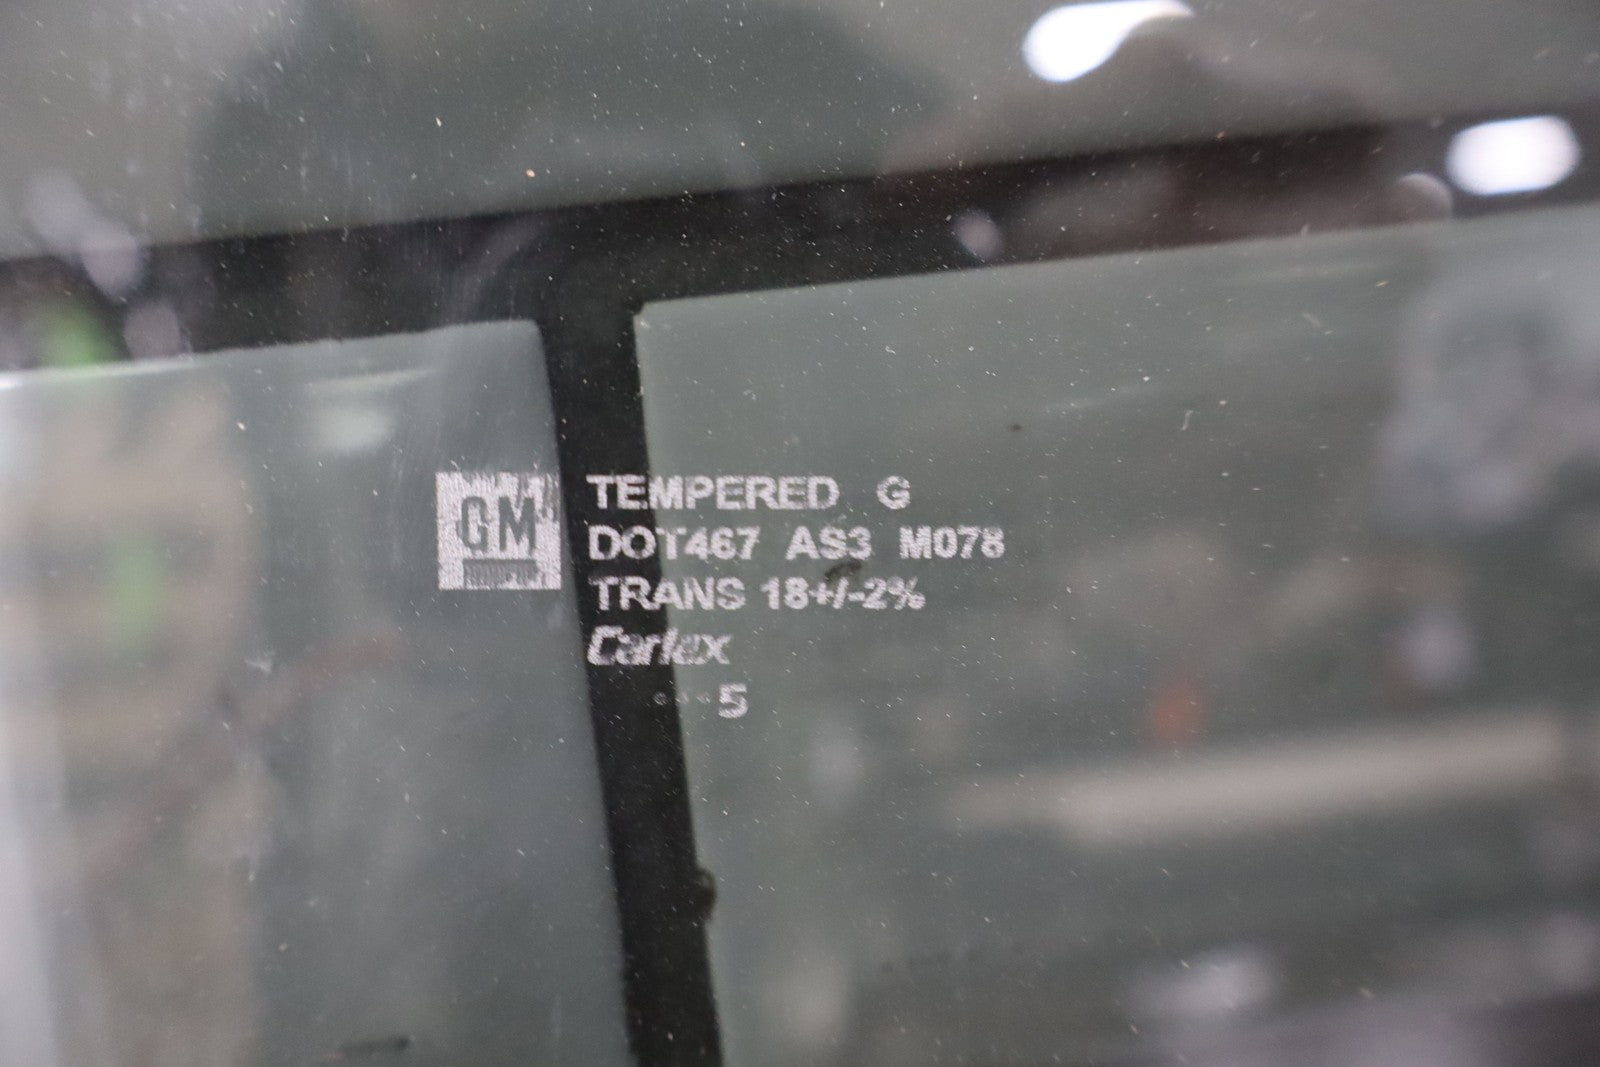 GM
TEMPERED G
DOT467 AS3 M078
TRANS 18+/-2%
Carlex
5